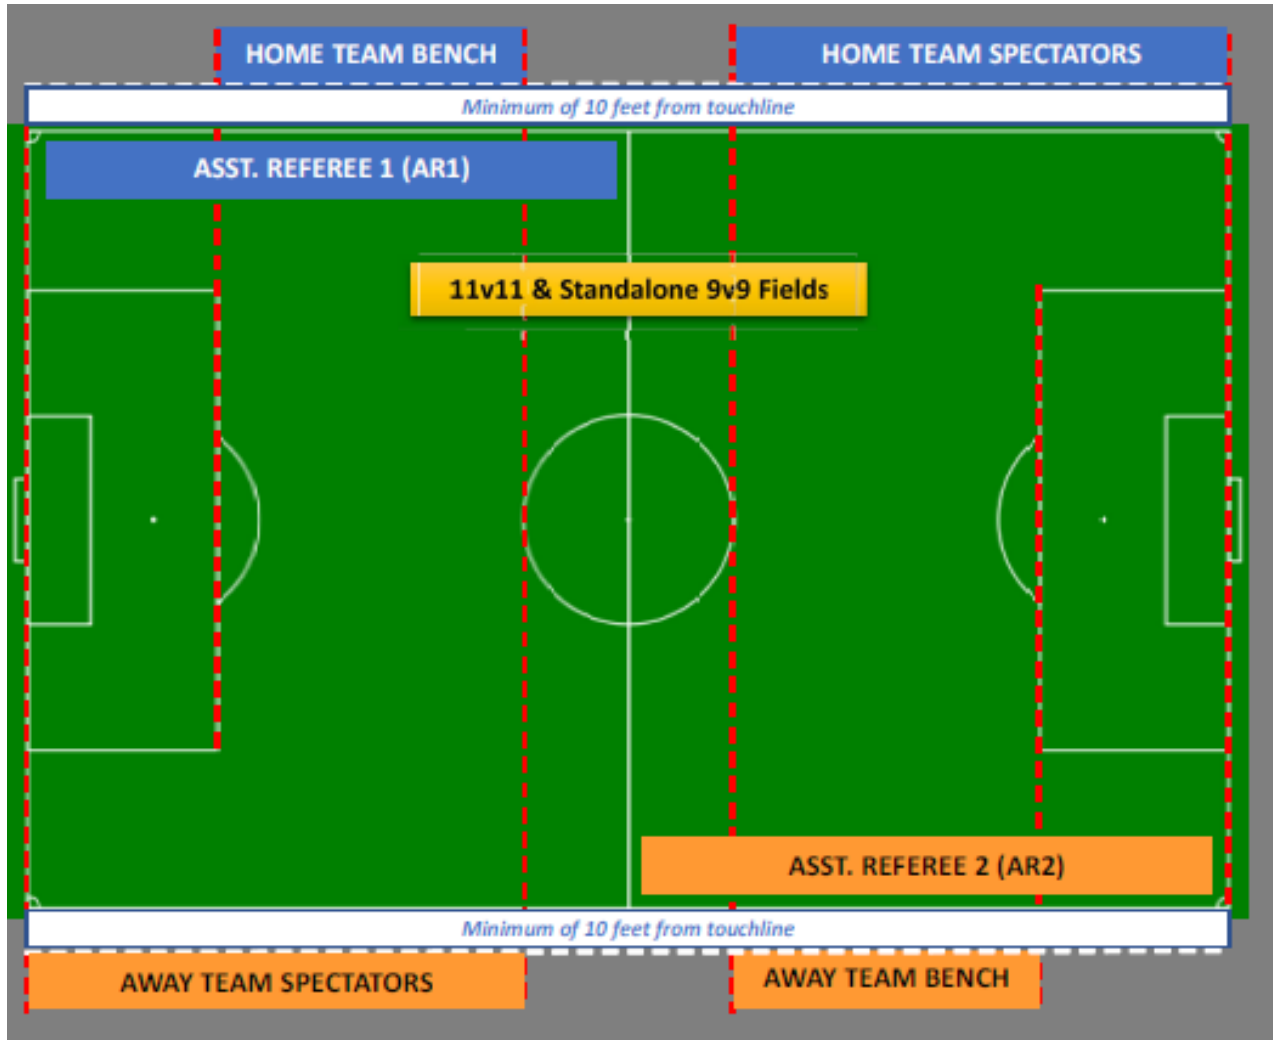 HOME TEAM BENCH
HOME TEAM SPECTATORS
Minimum of 10 feet from touchline
ASST. REFEREE 1 (AR1)
11v11 & Standalone 9v9 Fields
ASST. REFEREE 2 (AR2)
Minimum of 10 feet from touchline
AWAY TEAM SPECTATORS
AWAY TEAM BENCH